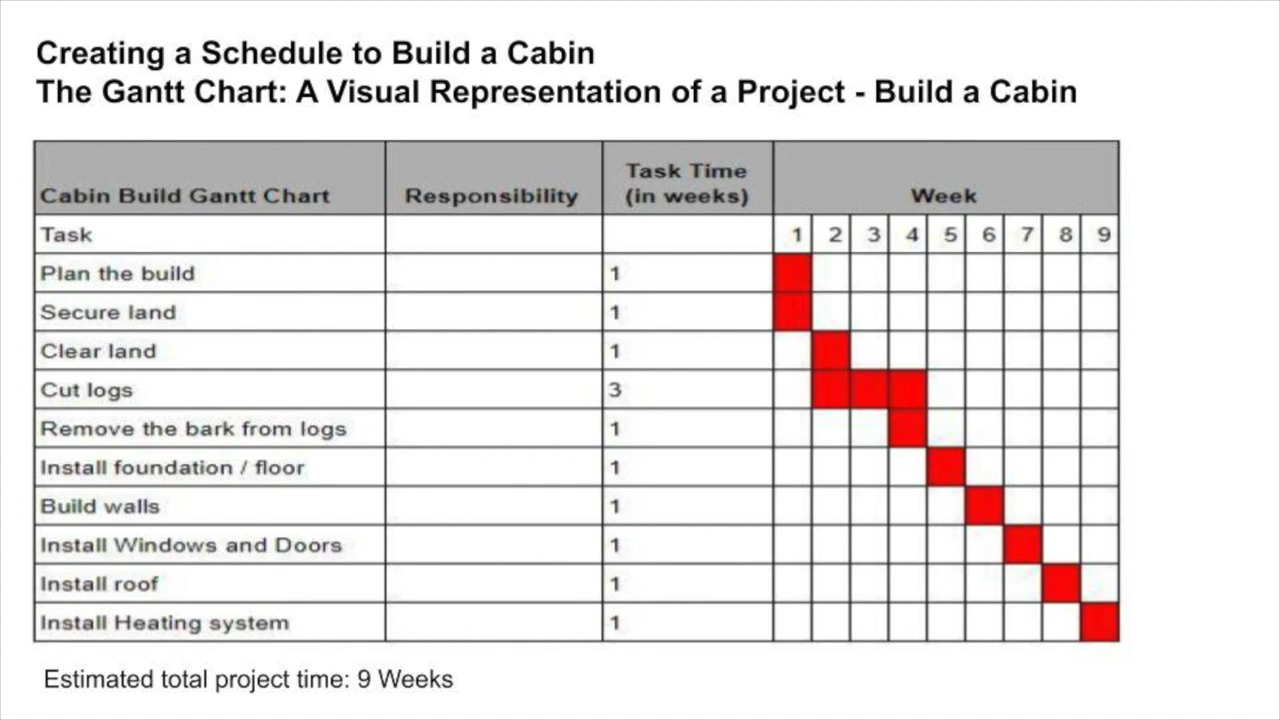 Creating a Schedule to Build a Cabin
The Gantt Chart: A Visual Representation of a Project - Build a Cabin
Cabin Build Gantt Chart Responsibility Task Time (in weeks) Week
Task 1 2 3 4 5 6 7 8 9
Plan the build 1
Secure land 1
Clear land 1
Cut logs 3
Remove the bark from logs 1
Install foundation / floor 1
Build walls 1
Install Windows and Doors 1
Install roof 1
Install Heating system 1
Estimated total project time: 9 Weeks